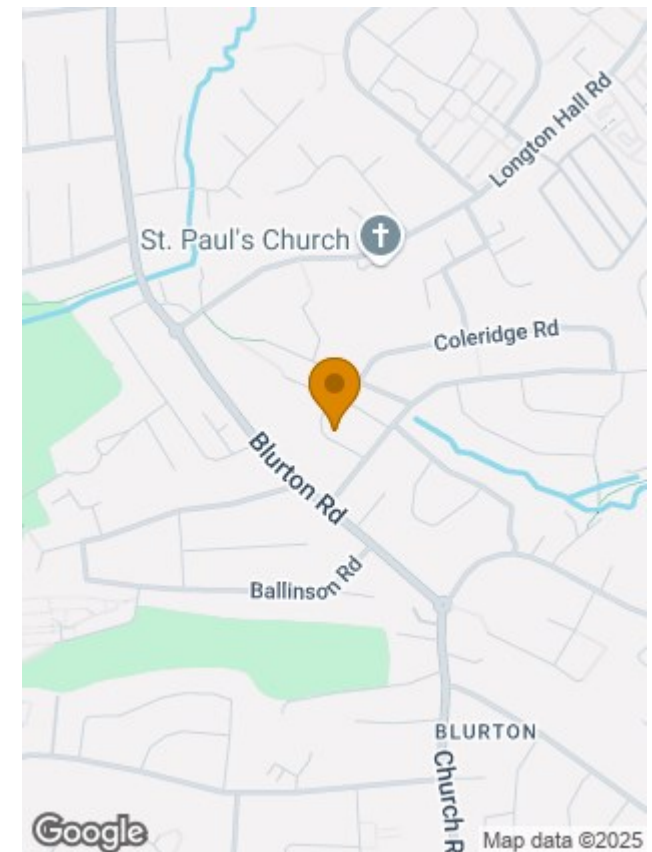 Longton Hall Rd
St. Paul's Church
Coleridge Rd
Blurton Rd
Ballinson Rd
BLURTON
Church R
Google
Map data ©2025